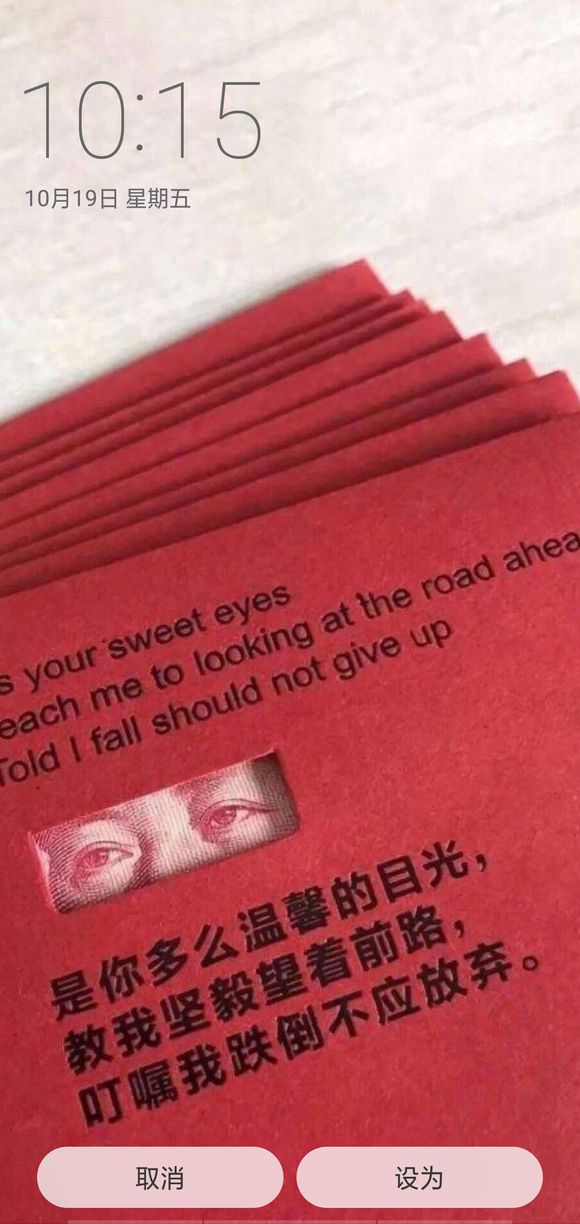 10:15
10月19日 星期五
s your sweet eyes
each me to looking at the road ahea
Told I fall should not give up
是你多么温馨的目光，
教我坚毅望着前路，
叮嘱我跌倒不应放弃。
取消
设为